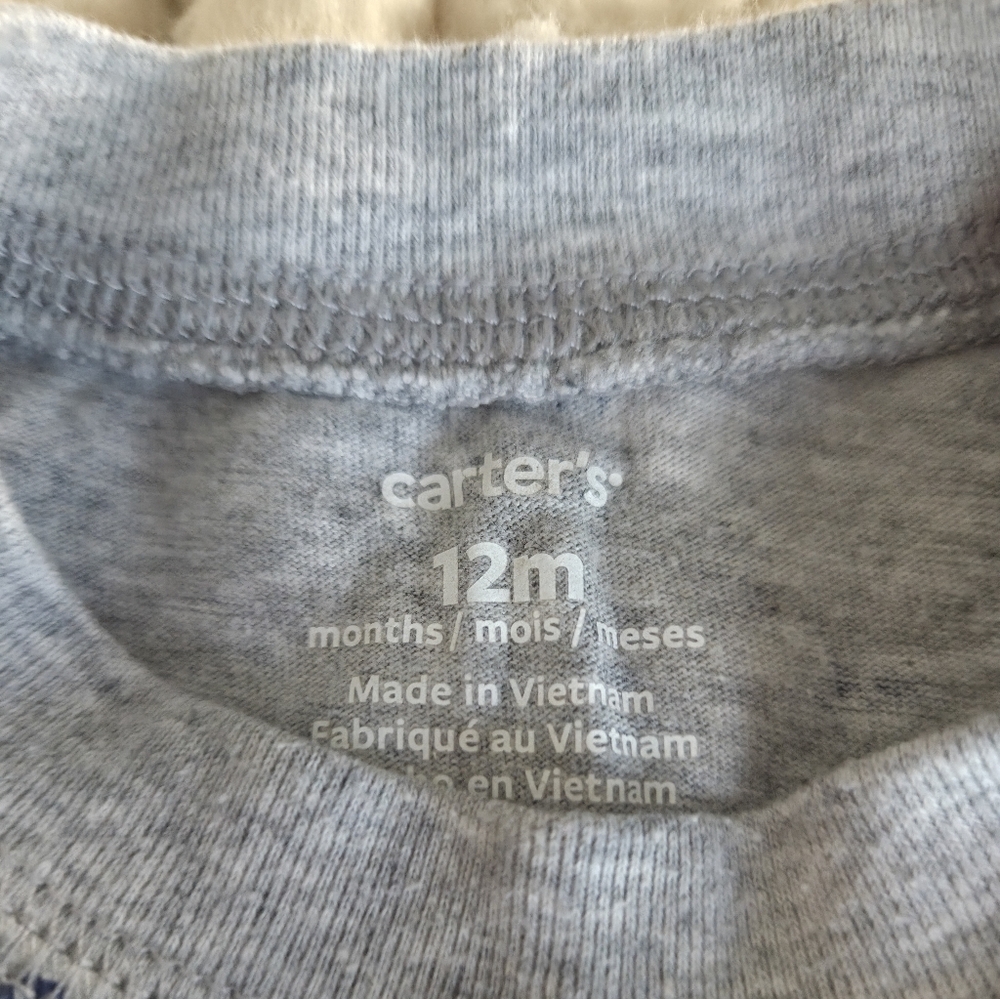 carter's
12m
months / mois / meses
Made in Vietnam
Fabriqué au Vietnam
en Vietnam